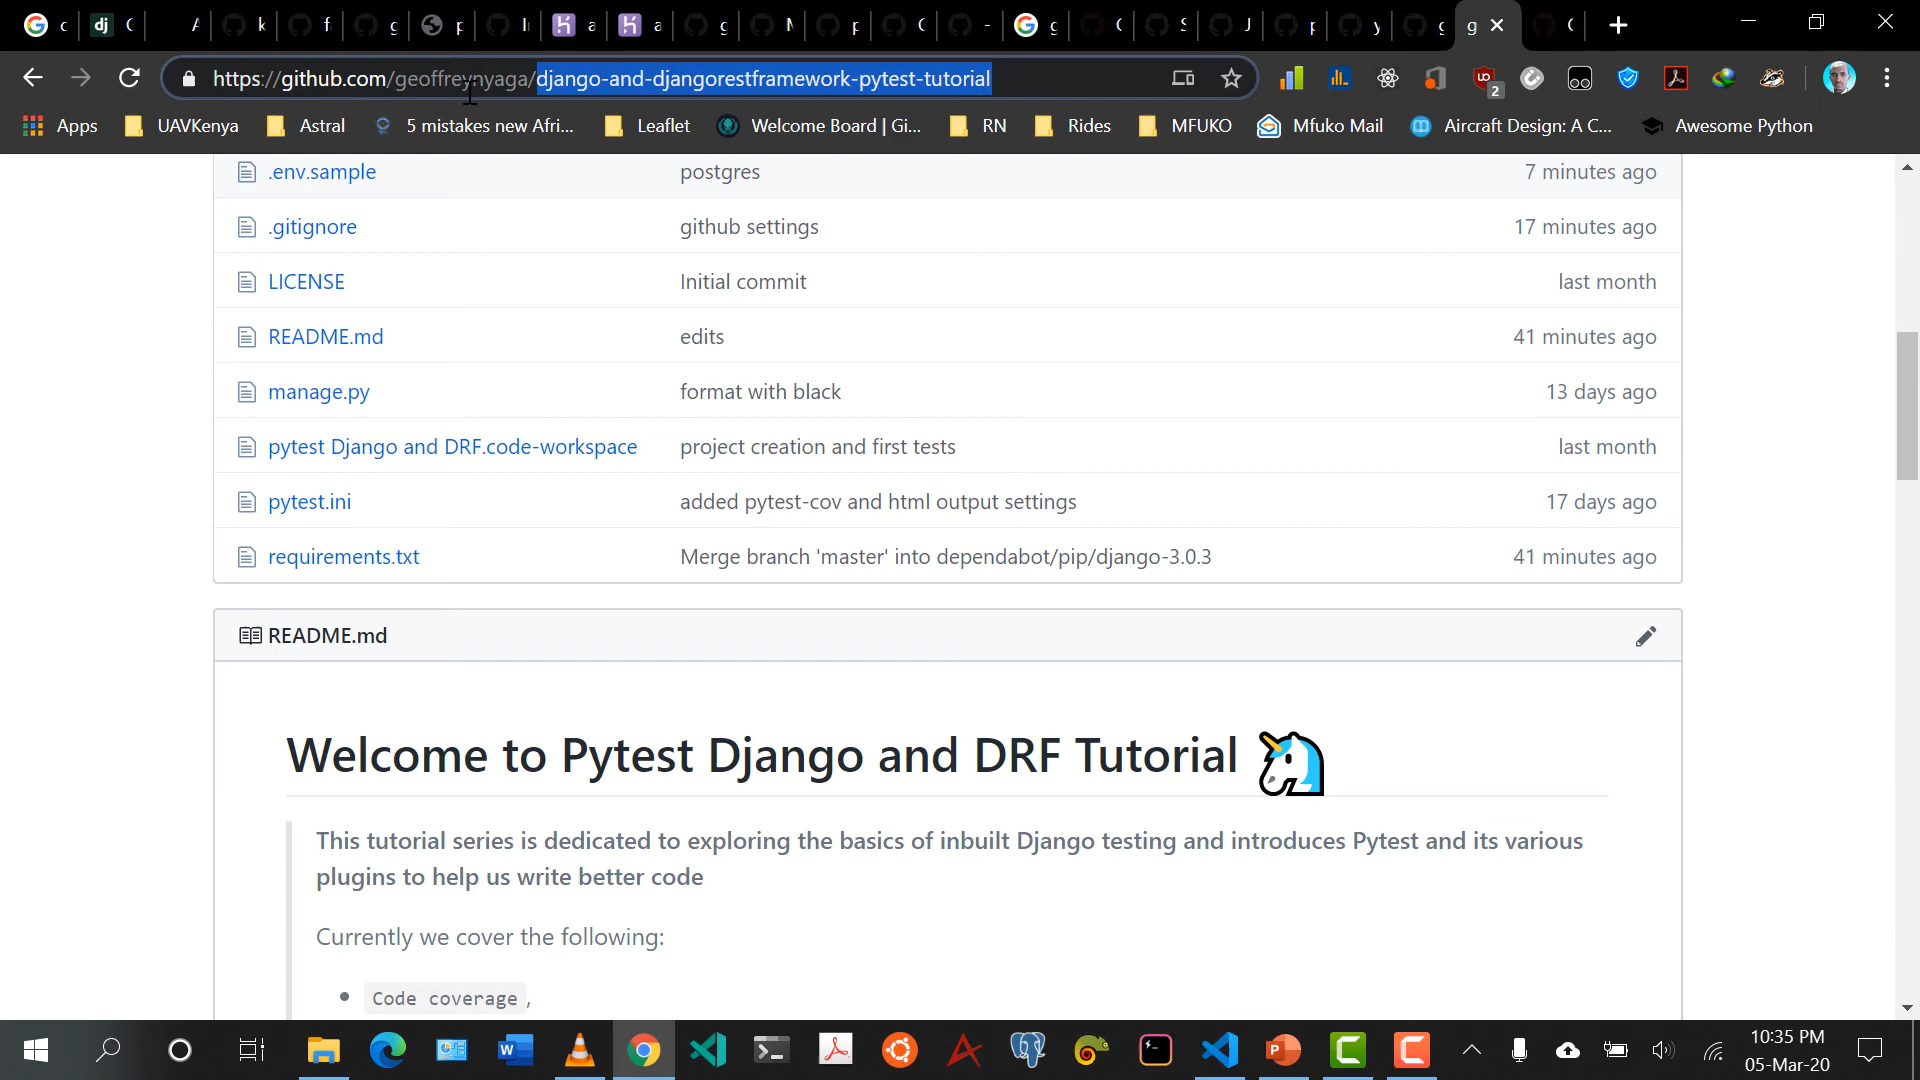 https://github.com/geoffreynyaga/django-and-djangorestframework-pytest-tutorial
2
Apps
UAVKenya
Astral
5 mistakes new Afri...
Leaflet
Welcome Board | Gi...
RN
Rides
MFUKO
Mfuko Mail
Aircraft Design: A C...
Awesome Python
.env.sample postgres 7 minutes ago
.gitignore github settings 17 minutes ago
LICENSE Initial commit last month
README.md edits 41 minutes ago
manage.py format with black 13 days ago
pytest Django and DRF.code-workspace project creation and first tests last month
pytest.ini added pytest-cov and html output settings 17 days ago
requirements.txt Merge branch 'master' into dependabot/pip/django-3.0.3 41 minutes ago
README.md
Welcome to Pytest Django and DRF Tutorial
This tutorial series is dedicated to exploring the basics of inbuilt Django testing and introduces Pytest and its various
plugins to help us write better code
Currently we cover the following:
Code coverage ,
10:35 PM
05-Mar-20